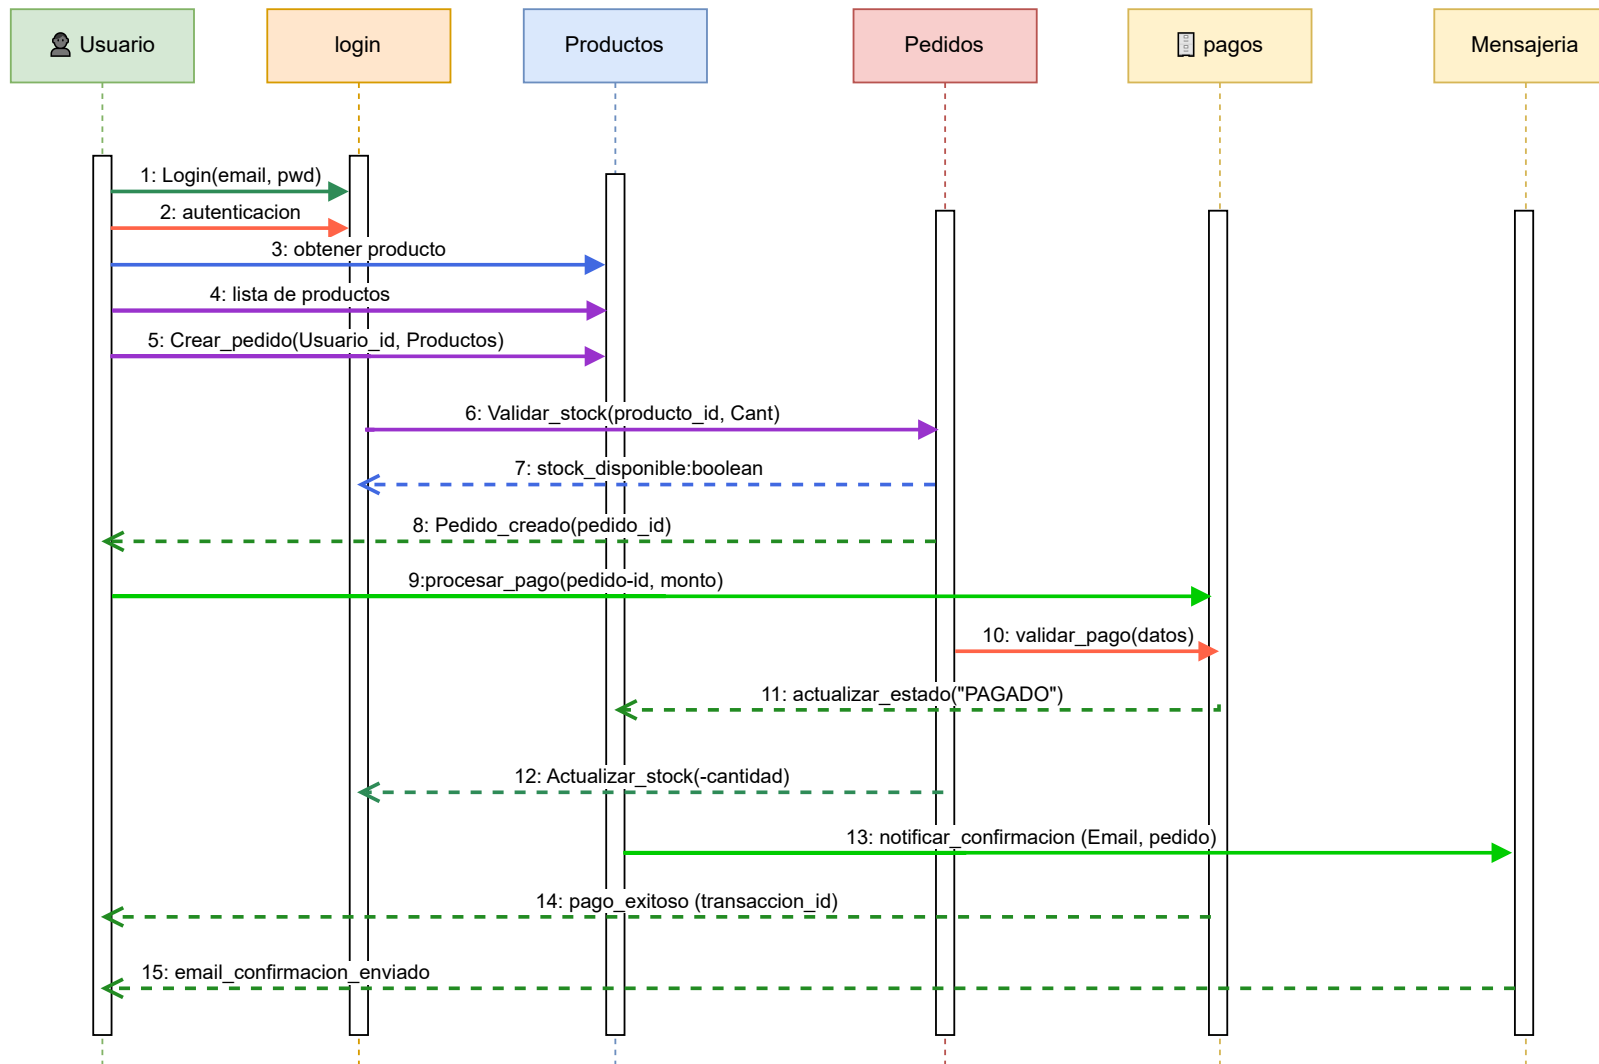 Usuario
login
Productos
Pedidos
pagos
Mensajeria
1: Login(email, pwd)
2: autenticacion
3: obtener producto
4: lista de productos
5: Crear_pedido(Usuario_id, Productos)
6: Validar_stock(producto_id, Cant)
7: stock_disponible:boolean
8: Pedido_creado(pedido_id)
9:procesar_pago(pedido-id, monto)
10: validar_pago(datos)
11: actualizar_estado("PAGADO")
12: Actualizar_stock(-cantidad)
13: notificar_confirmacion (Email, pedido)
14: pago_exitoso (transaccion_id)
15: email_confirmacion_enviado